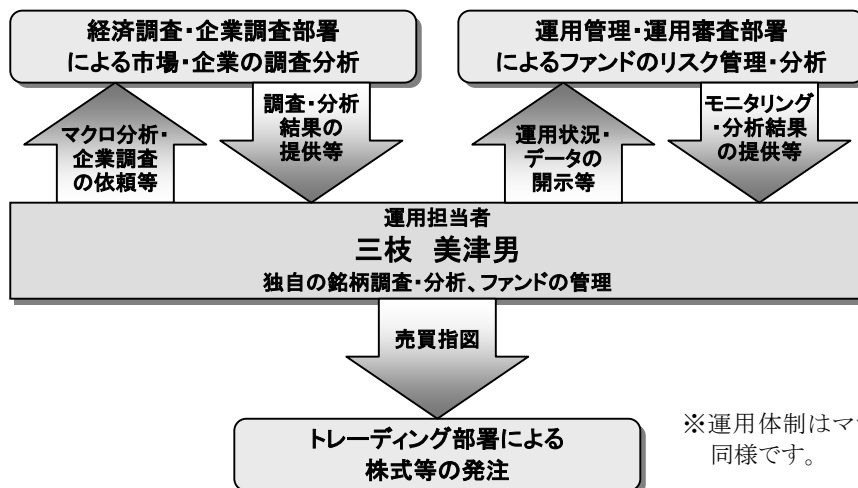 経済調査・企業調査部署
による市場・企業の調査分析
運用管理・運用審査部署
によるファンドのリスク管理・分析
マクロ分析・
企業調査
の依頼等
調査・分析
結果の
提供等
運用状況・
データの
開示等
モニタリング
・分析結果
の提供等
運用担当者
三枝 美津男
独自の銘柄調査・分析、ファンドの管理
売買指図
トレーディング部署による
株式等の発注
※運用体制はマ
同様です。